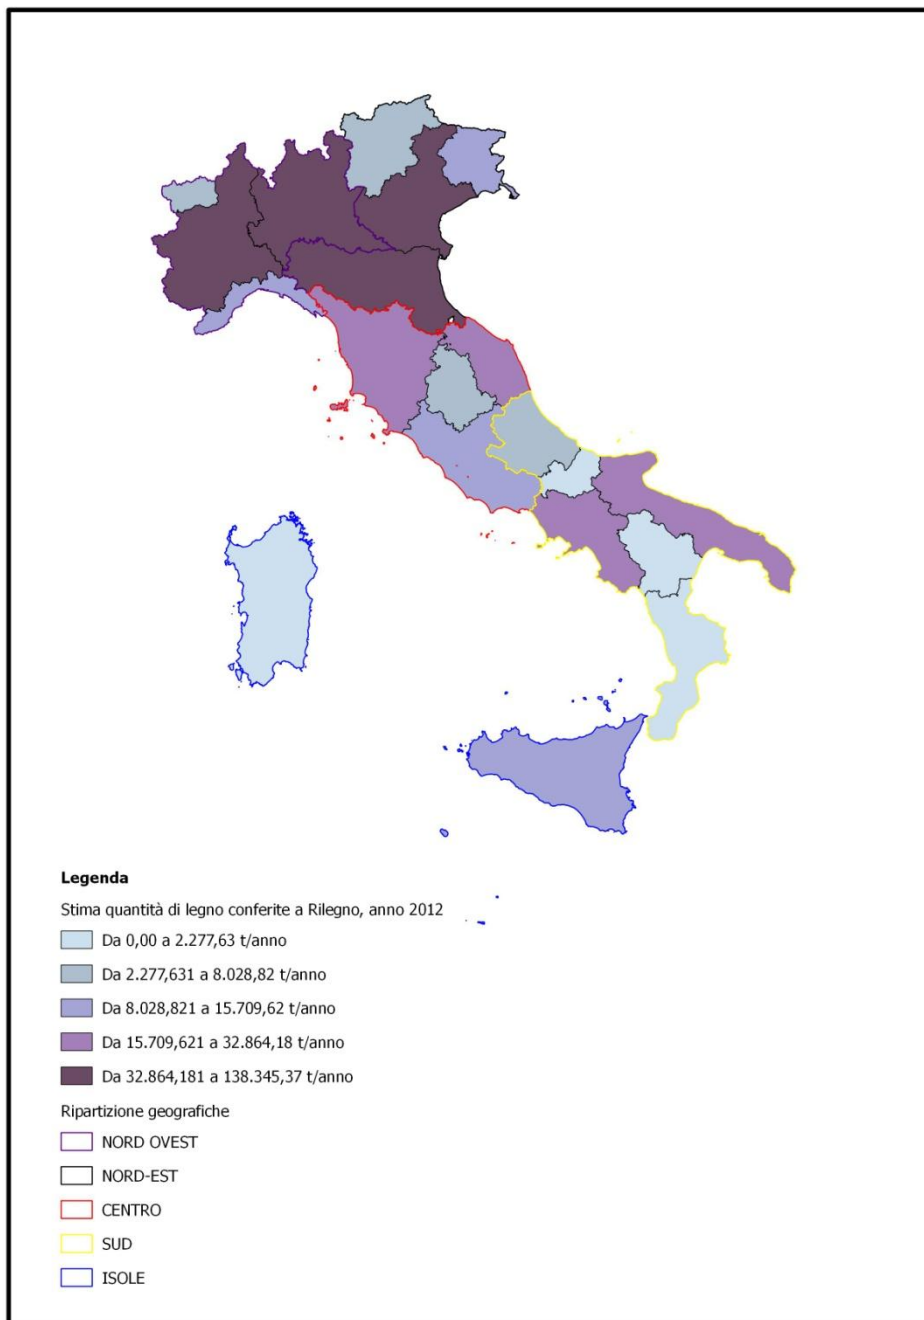 Legenda
Stima quantità di legno conferite a Rilegno, anno 2012
Da 0,00 a 2.277,63 t/anno
Da 2.277,631 a 8.028,82 t/anno
Da 8.028,821 a 15.709,62 t/anno
Da 15.709,621 a 32.864,18 t/anno
Da 32.864,181 a 138.345,37 t/anno
Ripartizione geografiche
NORD OVEST
NORD-EST
CENTRO
SUD
ISOLE